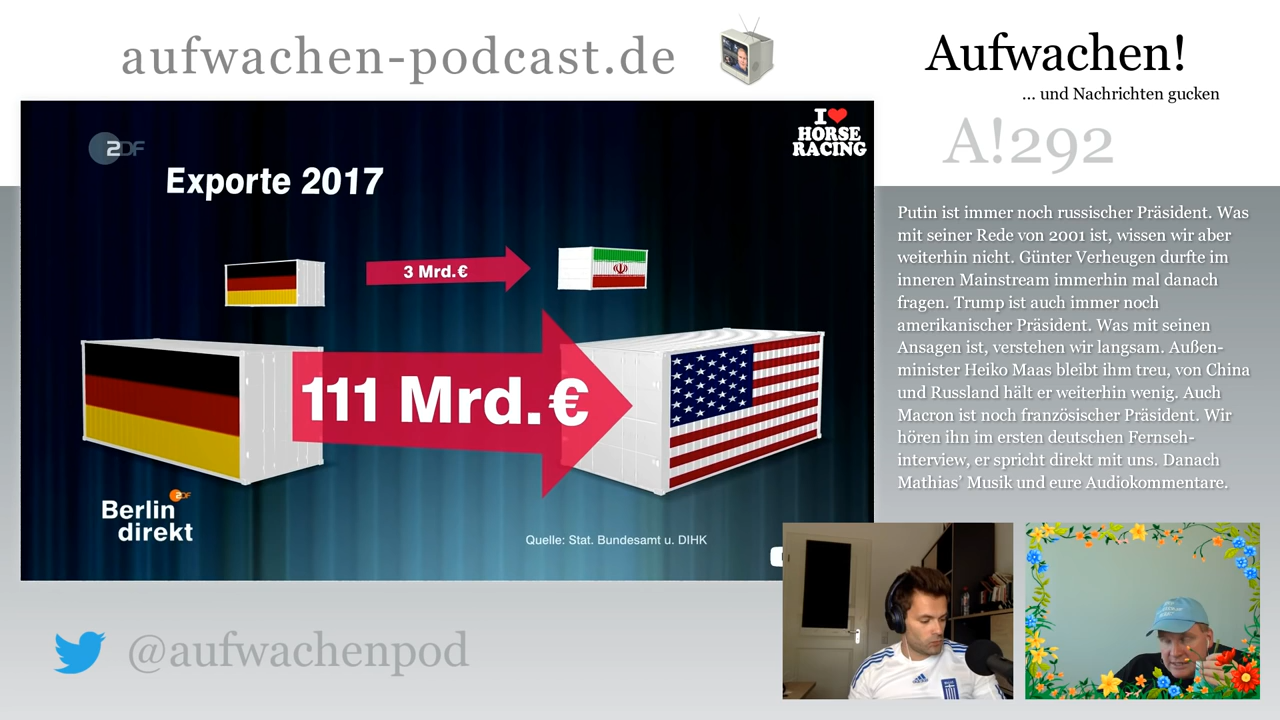 aufwachen-podcast.de
Aufwachen!
... und Nachrichten gucken
A!292
2DF
I
HORSE
RACING
Exporte 2017
3 Mrd.€
111 Mrd.€
ZDF
Berlin
direkt
Quelle: Stat. Bundesamt u. DIHK
Putin ist immer noch russischer Präsident. Was
mit seiner Rede von 2001 ist, wissen wir aber
weiterhin nicht. Günter Verheugen durfte im
inneren Mainstream immerhin mal danach
fragen. Trump ist auch immer noch
amerikanischer Präsident. Was mit seinen
Ansagen ist, verstehen wir langsam. Außen-
minister Heiko Maas bleibt ihm treu, von China
und Russland hält er weiterhin wenig. Auch
Macron ist noch französischer Präsident. Wir
hören ihn im ersten deutschen Fernseh-
interview, er spricht direkt mit uns. Danach
Mathias’ Musik und eure Audiokommentare.
@aufwachenpod